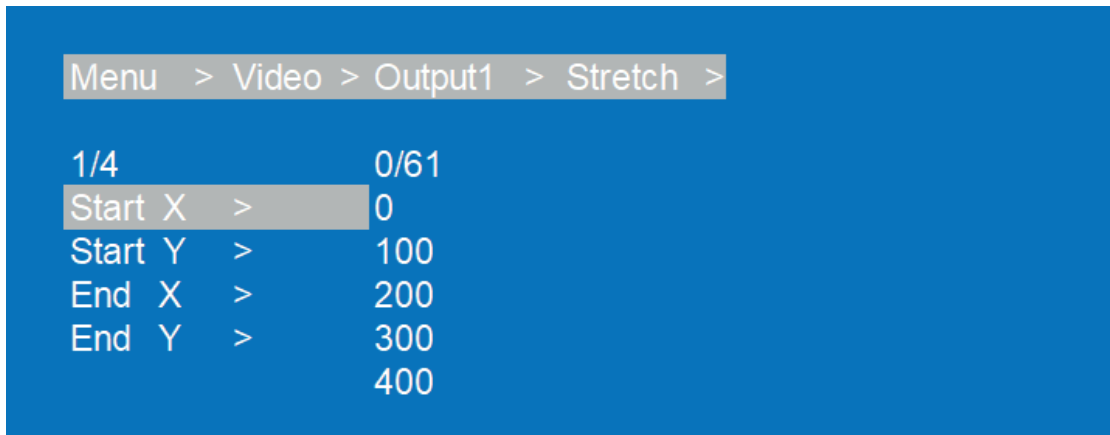 Menu > Video > Output1 > Stretch >
1/4 0/61
Start X > 0
Start Y > 100
End X > 200
End Y > 300
400